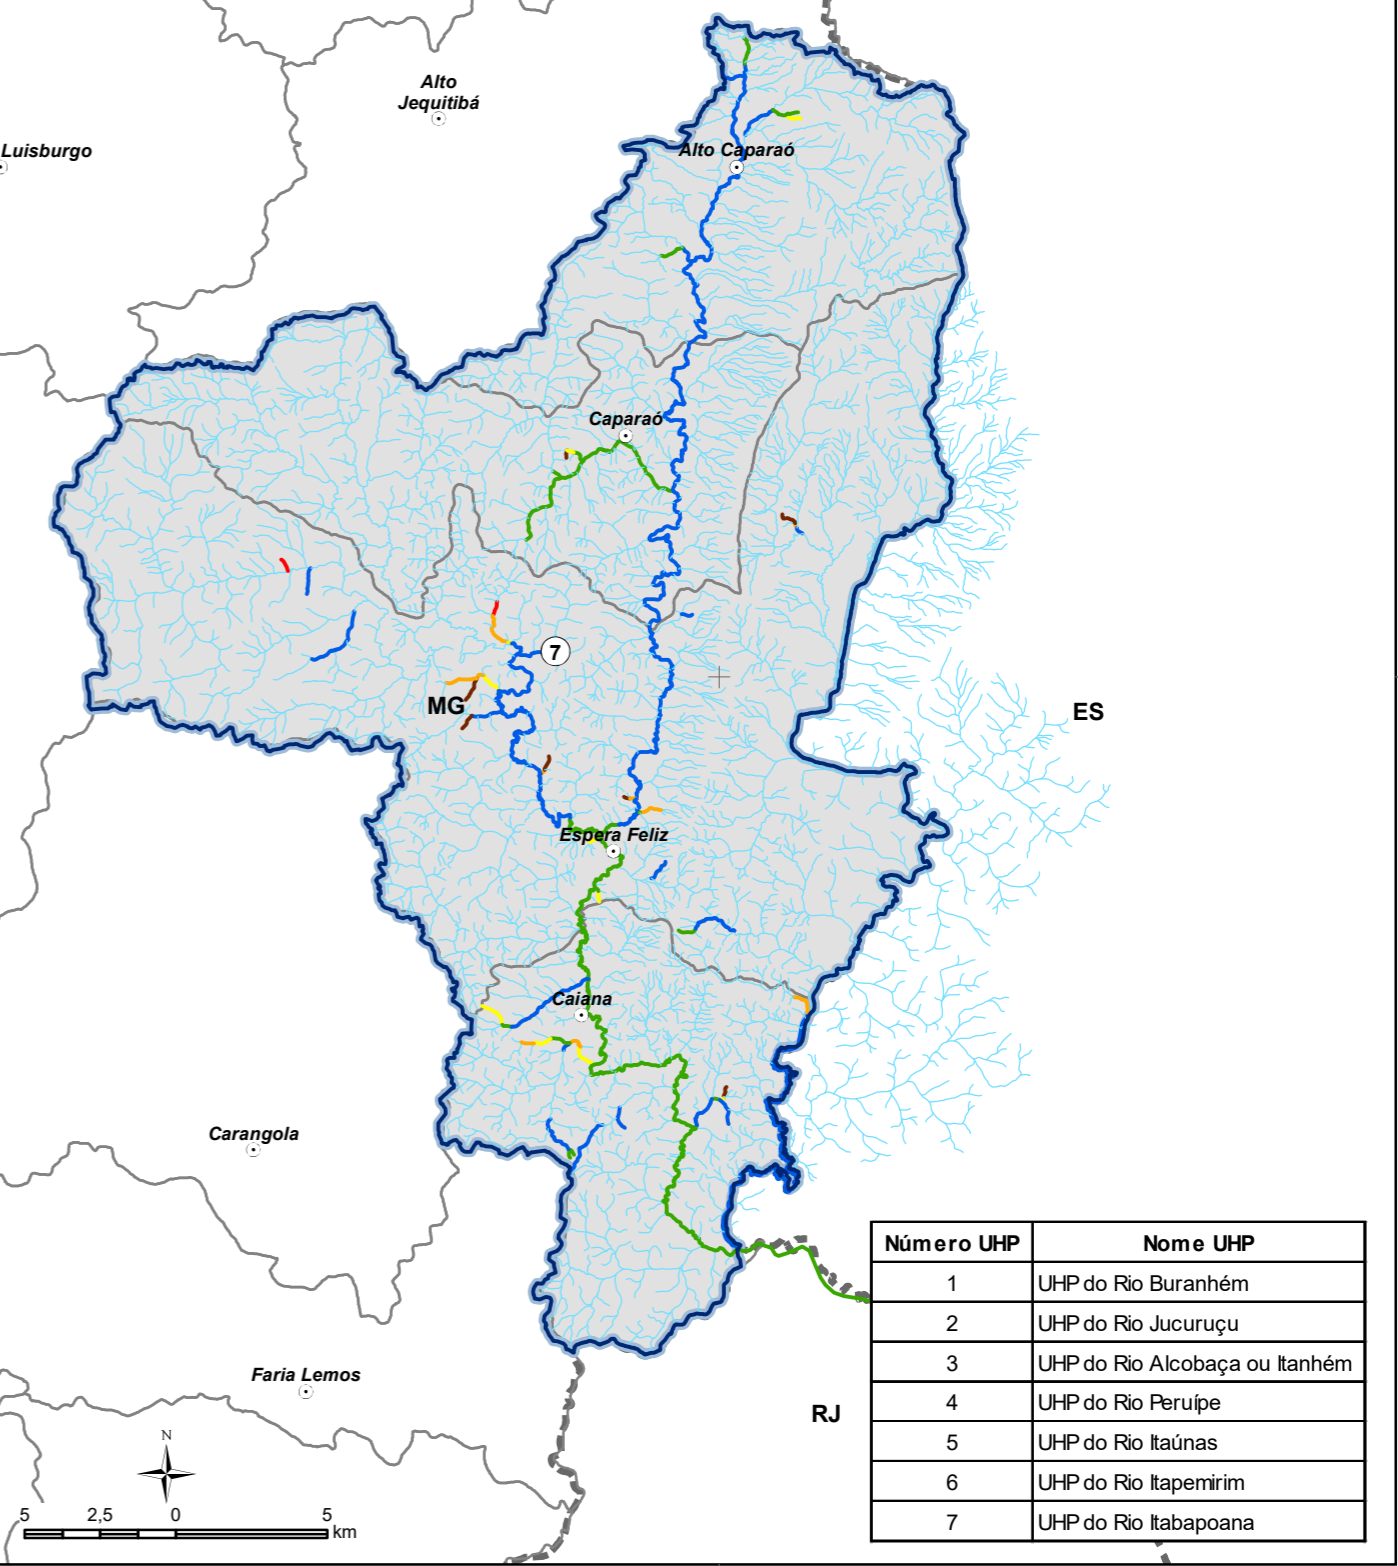 Alto
Jequitibá
Luisburgo
Alto Caparaó
Caparaó
7
MG
ES
Espera Feliz
Caiana
Carangola
Faria Lemos
RJ
N
5 2,5 0 5
km
Número UHP Nome UHP
1 UHP do Rio Buranhém
2 UHP do Rio Jucuruçu
3 UHP do Rio Alcobaça ou Itanhém
4 UHP do Rio Peruípe
5 UHP do Rio Itaúnas
6 UHP do Rio Itapemirim
7 UHP do Rio Itabapoana